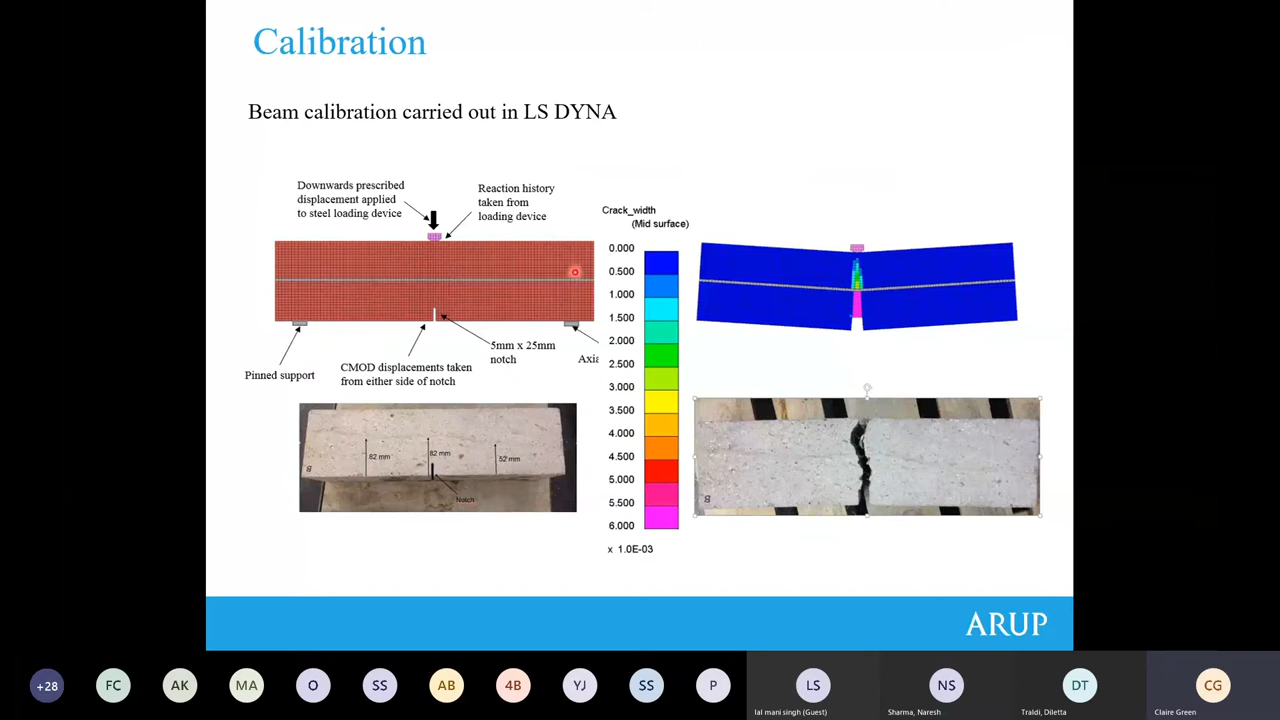 Calibration
Beam calibration carried out in LS DYNA
Downwards prescribed
displacement applied
to steel loading device
Reaction history
taken from
loading device
Crack_width
(Mid surface)
0.000
0.500
1.000
1.500
2.000
2.500
3.000
3.500
4.000
4.500
5.000
5.500
6.000
x 1.0E-03
5mm x 25mm
notch
Axia
Pinned support
CMOD displacements taken
from either side of notch
82 mm
82 mm
52 mm
Notch
8
8
ARUP
+28
FC
AK
MA
O
SS
AB
4B
YJ
SS
P
LS
NS
DT
CG
lal mani singh (Guest)
Sharma, Naresh
Traldi, Diletta
Claire Green